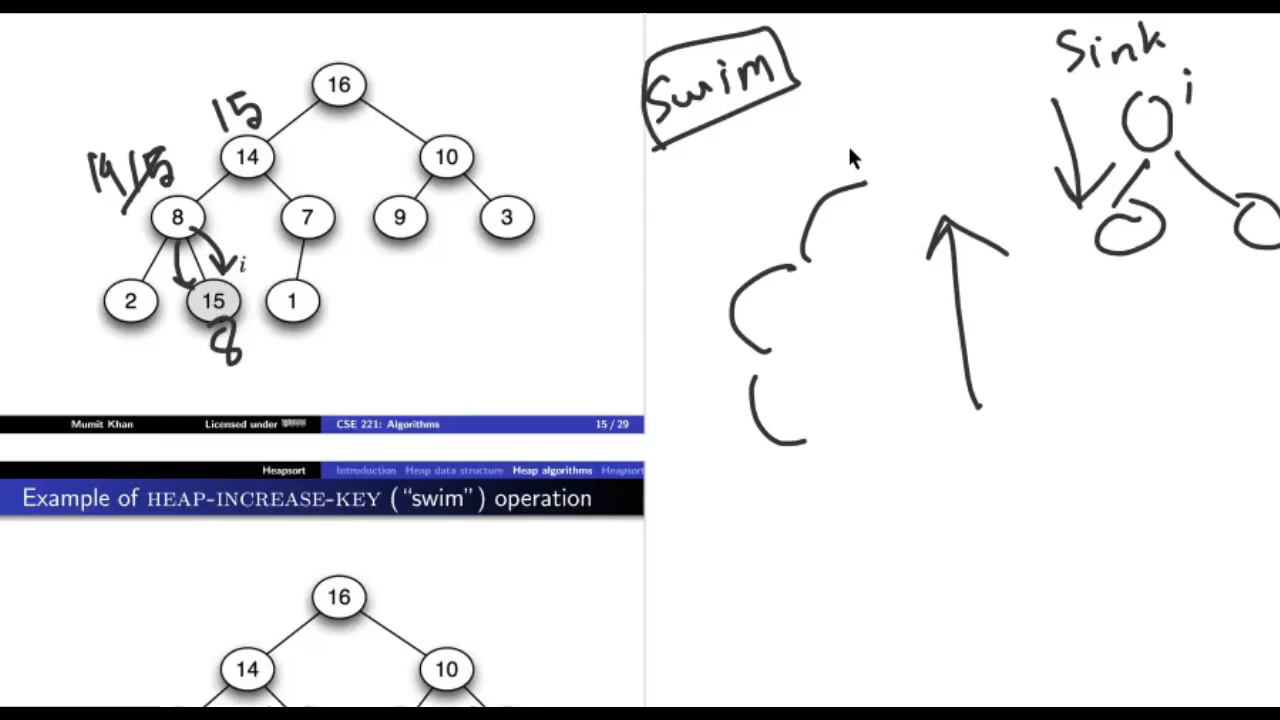 16
15
14
10
14/15
8
7
9
3
i
2
15
1
8
Mumit Khan
Licensed under
CSE 221: Algorithms
15 / 29
Heapsort
Introduction Heap data structure Heap algorithms Heapsort
Example of HEAP-INCREASE-KEY (“swim”) operation
16
14
10
Swim
Sink
i